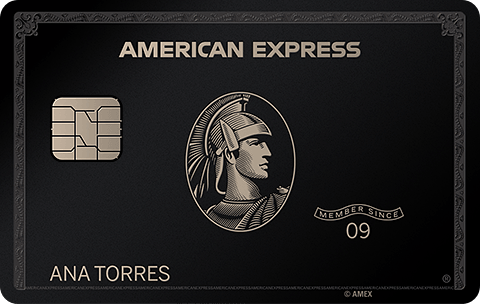 AMERICAN EXPRESS
MEMBER SINCE
09
ANA TORRES
© AMEX
®